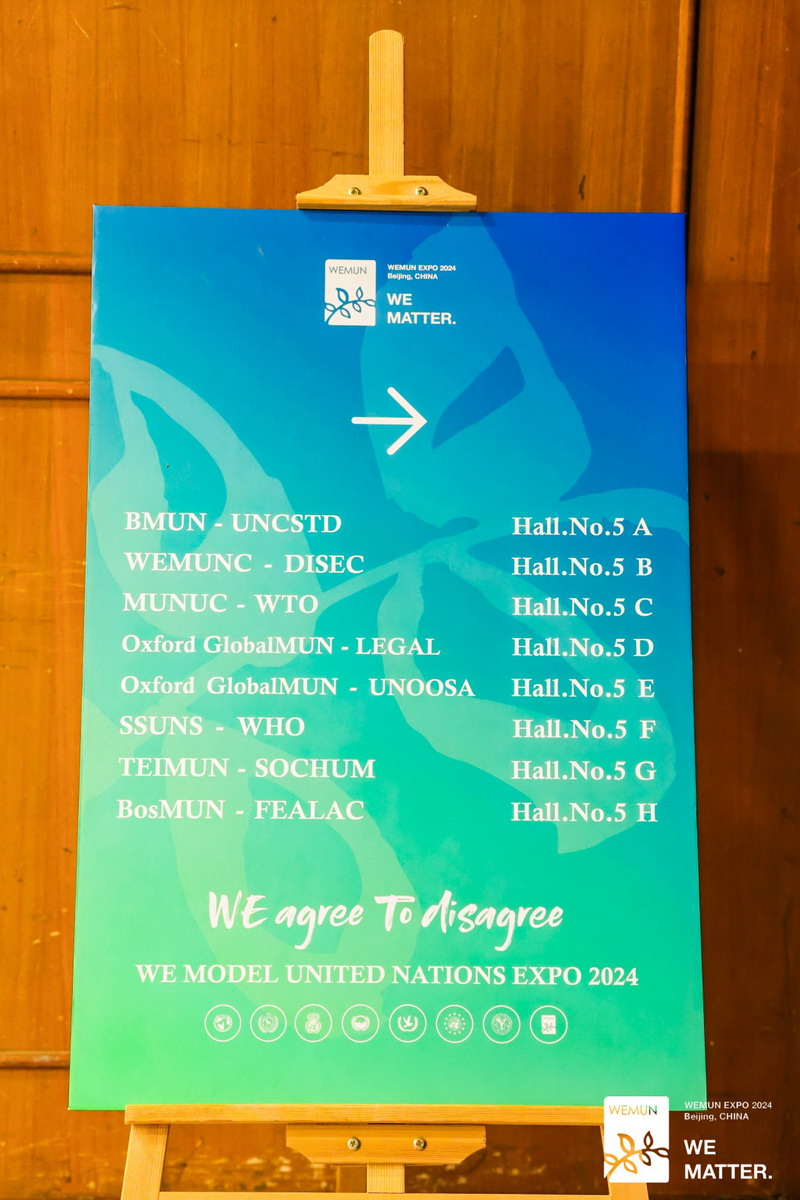 WEMUN
WEMUN EXPO 2024
Beijing, CHINA
WE
MATTER.
BMUN - UNCSTD Hall.No.5 A
WEMUNC - DISEC Hall.No.5 B
MUNUC - WTO Hall.No.5 C
Oxford GlobalMUN - LEGAL Hall.No.5 D
Oxford GlobalMUN - UNOOSA Hall.No.5 E
SSUNS - WHO Hall.No.5 F
TEIMUN - SOCHUM Hall.No.5 G
BosMUN - FEALAC Hall.No.5 H
WE agree To disagree
WE MODEL UNITED NATIONS EXPO 2024
WEMUN
WEMUN EXPO 2024
Beijing, CHINA
WE
MATTER.